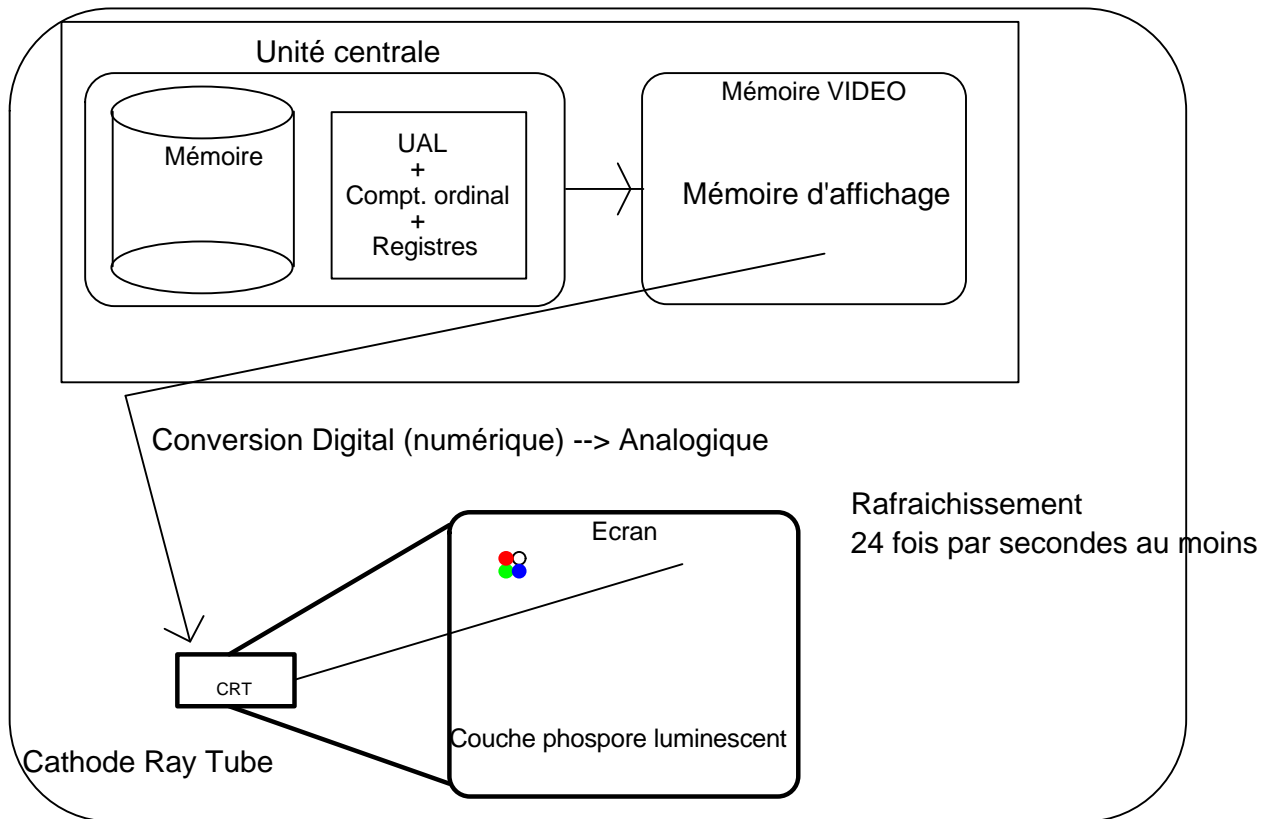 Unité centrale
Mémoire VIDEO
Mémoire
UAL
+
Compt. ordinal
+
Registres
Mémoire d'affichage
Conversion Digital (numérique) --> Analogique
Rafraichissement
24 fois par secondes au moins
Ecran
CRT
Couche phospore luminescent
Cathode Ray Tube